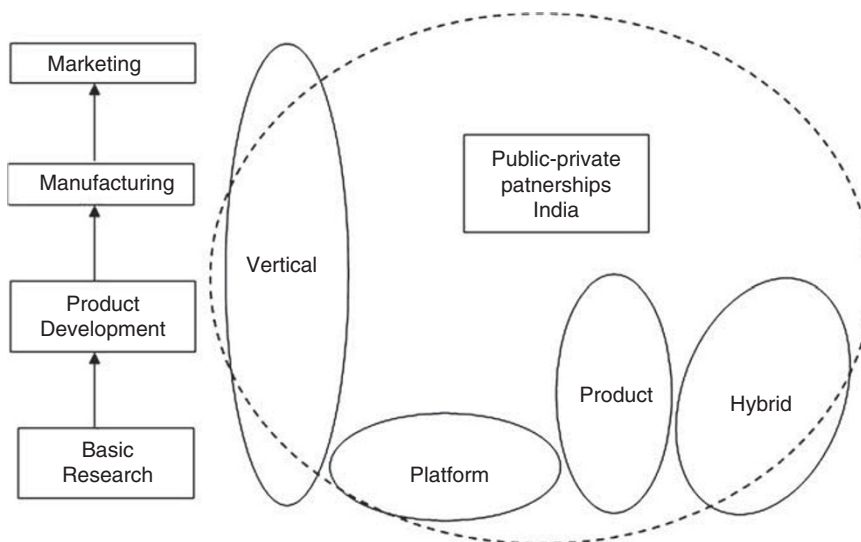 Marketing
Manufacturing
Product
Development
Basic
Research
Vertical
Public-private
patnerships
India
Platform
Product
Hybrid